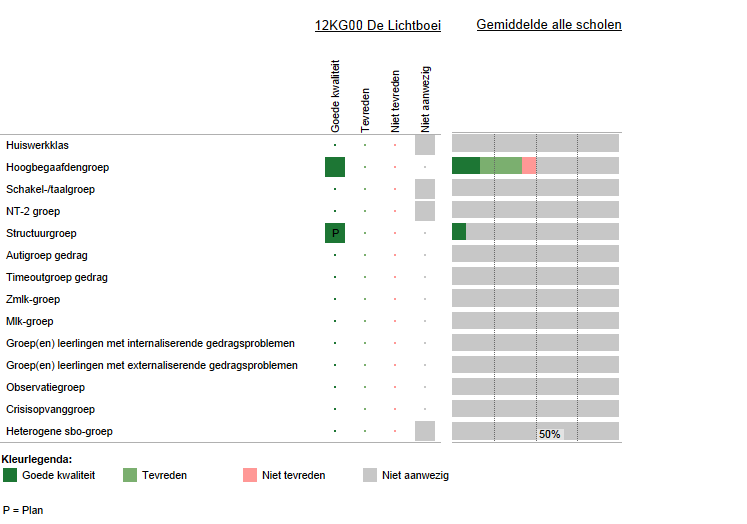 12KG00 De Lichtboei Gemiddelde alle scholen
Goede kwaliteit
Tevreden
Niet tevreden
Niet aanwezig
Huiswerkklas
Hoogbegaafdengroep
Schakel-/taalgroep
NT-2 groep
Structuurgroep P
Autigroep gedrag
Timeoutgroep gedrag
Zmlk-groep
Mlk-groep
Groep(en) leerlingen met internaliserende gedragsproblemen
Groep(en) leerlingen met externaliserende gedragsproblemen
Observatiegroep
Crisisopvanggroep
Heterogene sbo-groep 50%
Kleurlegenda:
Goede kwaliteit Tevreden Niet tevreden Niet aanwezig
P = Plan